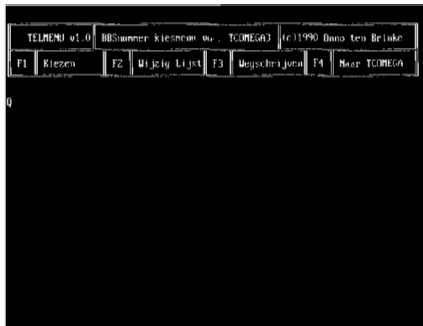 TELMENU v1.0 BBSnummer kiesmenu TCOMEGA3 (c)1990 Onno ten Brinke
F1 Kiezen F2 Wijzig Lijst F3 Wegschrijven F4 Naar TCOMEGA
Q